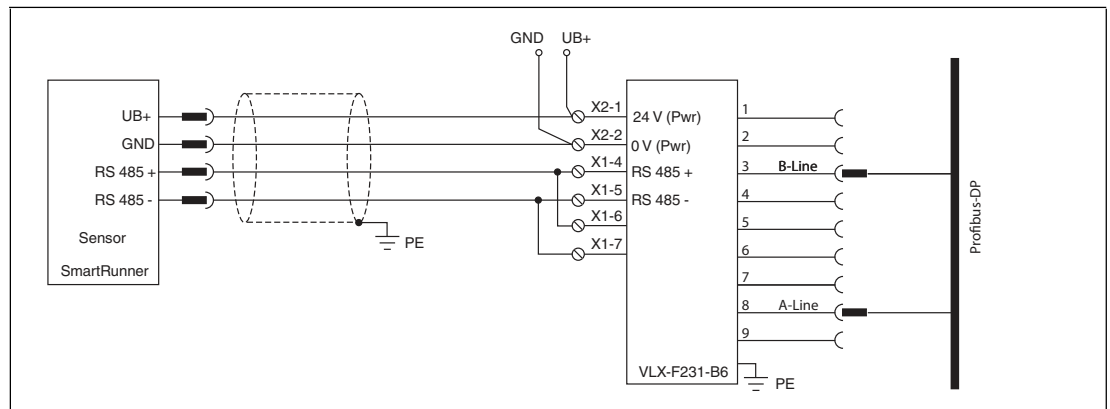 GND UB+
UB+
GND
RS 485 +
RS 485 -
Sensor
SmartRunner
PE
X2-1
X2-2
X1-4
X1-5
X1-6
X1-7
24 V (Pwr)
0 V (Pwr)
RS 485 +
RS 485 -
VLX-F231-B6
1
2
3 B-Line
4
5
6
7
8 A-Line
9
PE
Profibus-DP